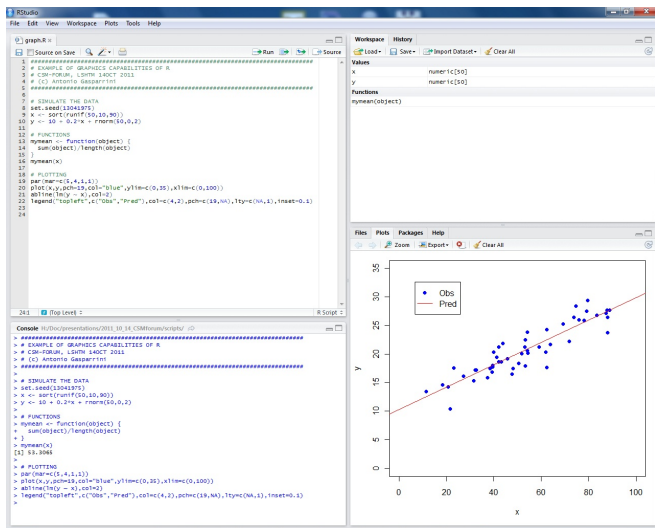 RStudio
File Edit View Workspace Plots Tools Help
graph.R
Source on Save Run Source
1 ################################################################################
2 # EXAMPLE OF GRAPHICS CAPABILITIES OF R
3 # CSM-FORUM, LSHTM 14OCT 2011
4 # (c) Antonio Gasparrini
5 ################################################################################
6
7 # SIMULATE THE DATA
8 set.seed(13041975)
9 x <- sort(runif(50,10,90))
10 y <- 10 + 0.2*x + rnorm(50,0,2)
11
12 # FUNCTIONS
13 mymean <- function(object) {
14 sum(object)/length(object)
15 }
16 mymean(x)
17
18 # PLOTTING
19 par(mar=c(5,4,1,1))
20 plot(x,y,pch=19,col="blue",ylim=c(0,35),xlim=c(0,100))
21 abline(lm(y ~ x),col=2)
22 legend("topleft",c("Obs","Pred"),col=c(4,2),pch=c(19,NA),lty=c(NA,1),inset=0.1)
23
24
24:1 (Top Level) R Script
Console H:/Doc/presentations/2011_10_14_CSMforum/scripts/
> ################################################################################
> # EXAMPLE OF GRAPHICS CAPABILITIES OF R
> # CSM-FORUM, LSHTM 14OCT 2011
> # (c) Antonio Gasparrini
> ################################################################################
>
> # SIMULATE THE DATA
> set.seed(13041975)
> x <- sort(runif(50,10,90))
> y <- 10 + 0.2*x + rnorm(50,0,2)
>
> # FUNCTIONS
> mymean <- function(object) {
+ sum(object)/length(object)
+ }
> mymean(x)
[1] 53.3065
>
> # PLOTTING
> par(mar=c(5,4,1,1))
> plot(x,y,pch=19,col="blue",ylim=c(0,35),xlim=c(0,100))
> abline(lm(y ~ x),col=2)
> legend("topleft",c("Obs","Pred"),col=c(4,2),pch=c(19,NA),lty=c(NA,1),inset=0.1)
>
Workspace History
Load Save Import Dataset Clear All
Values
x numeric[50]
y numeric[50]
Functions
mymean(object)
Files Plots Packages Help
Zoom Export Clear All
35
30
25
20
15
10
5
0
y
Obs
Pred
0 20 40 60 80 100
x